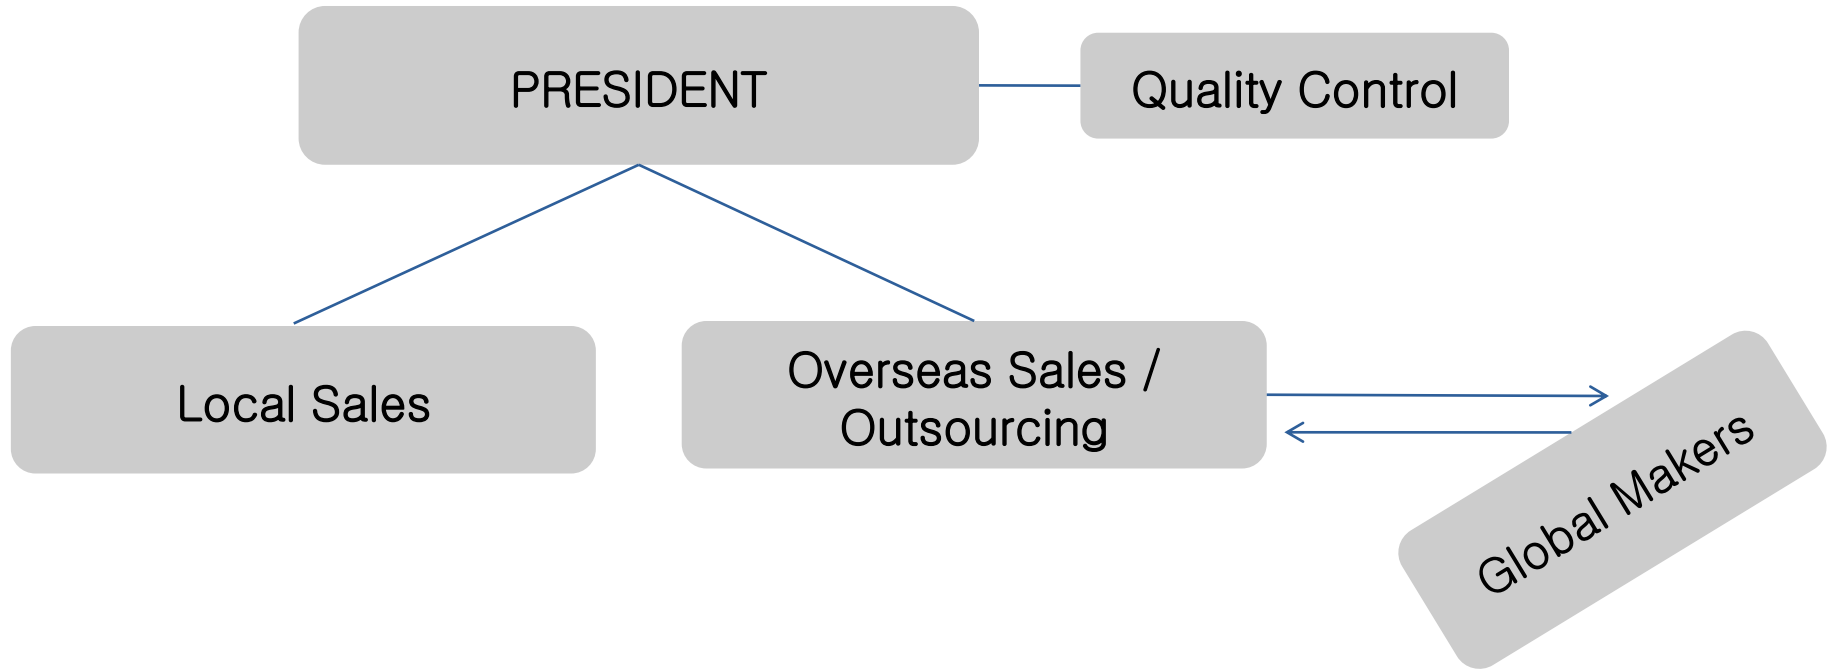 PRESIDENT
Quality Control
Local Sales
Overseas Sales /
Outsourcing
Global Makers